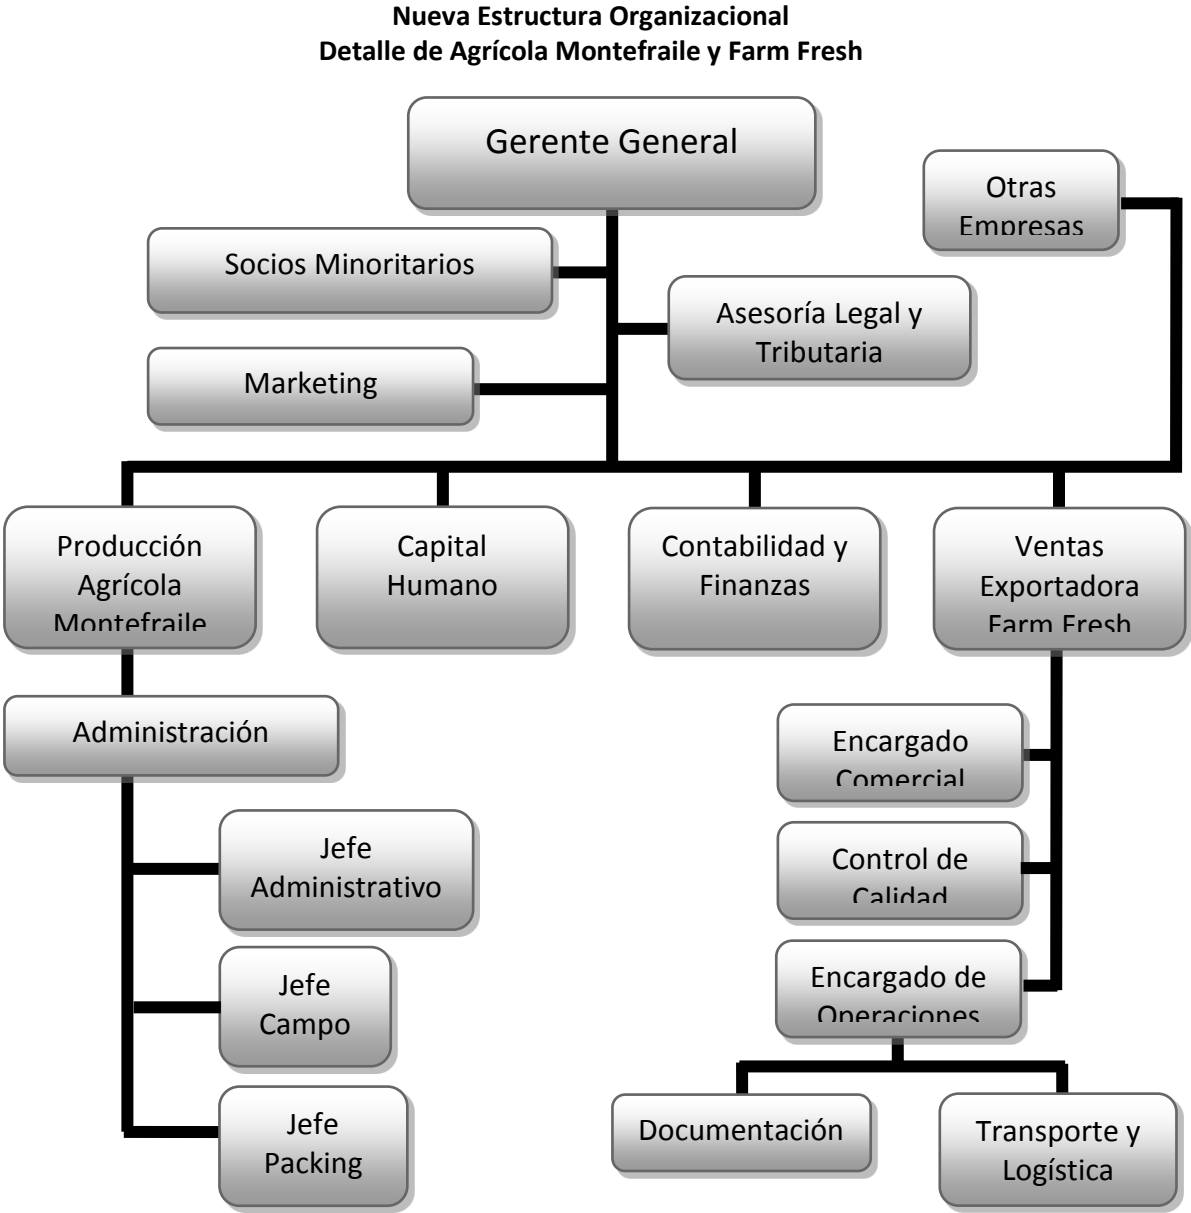 Nueva Estructura Organizacional
Detalle de Agrícola Montefraile y Farm Fresh
Gerente General
Otras
Empresas
Socios Minoritarios
Asesoría Legal y
Tributaria
Marketing
Producción
Agrícola
Montefraile
Capital
Humano
Contabilidad y
Finanzas
Ventas
Exportadora
Farm Fresh
Administración
Encargado
Comercial
Jefe
Administrativo
Control de
Calidad
Jefe
Campo
Encargado de
Operaciones
Jefe
Packing
Documentación
Transporte y
Logística